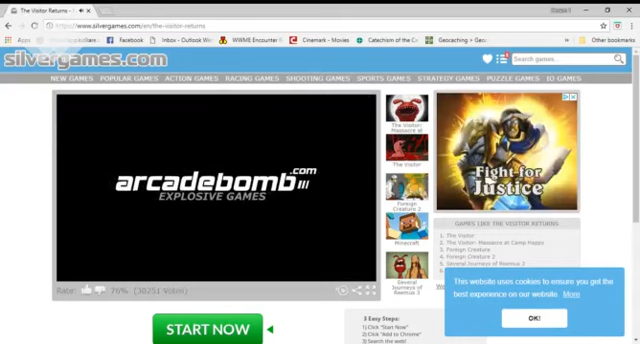 The Visitor Returns -
https://www.silvergames.com/en/the-visitor-returns
Apps
Facebook
Inbox - Outlook Web
WWME Encounter
Cinemark - Movies
Catechism of the C
Geocaching > Geoc
Other bookmarks
silvergames.com
Search games...
NEW GAMES POPULAR GAMES ACTION GAMES RACING GAMES SHOOTING GAMES SPORTS GAMES STRATEGY GAMES PUZZLE GAMES IO GAMES
arcadebomb.com
EXPLOSIVE GAMES
The Visitor
Massacre at
The Visitor
Foreign
Creature 2
Minecraft
Several
Journeys of
Reemus 3
Fight for
Justice
GAMES LIKE THE VISITOR RETURNS
1. The Visitor
2. The Visitor: Massacre at Camp Happy
3. Foreign Creature
4. Foreign Creature 2
5. Several Journeys of Reemus 3
Rate:
76% (30751 Votes)
This website uses cookies to ensure you get the
best experience on our website More
OK!
START NOW
3 Easy Steps:
1) Click "Start Now"
2) Click "Add to Chrome"
3) Search the web!